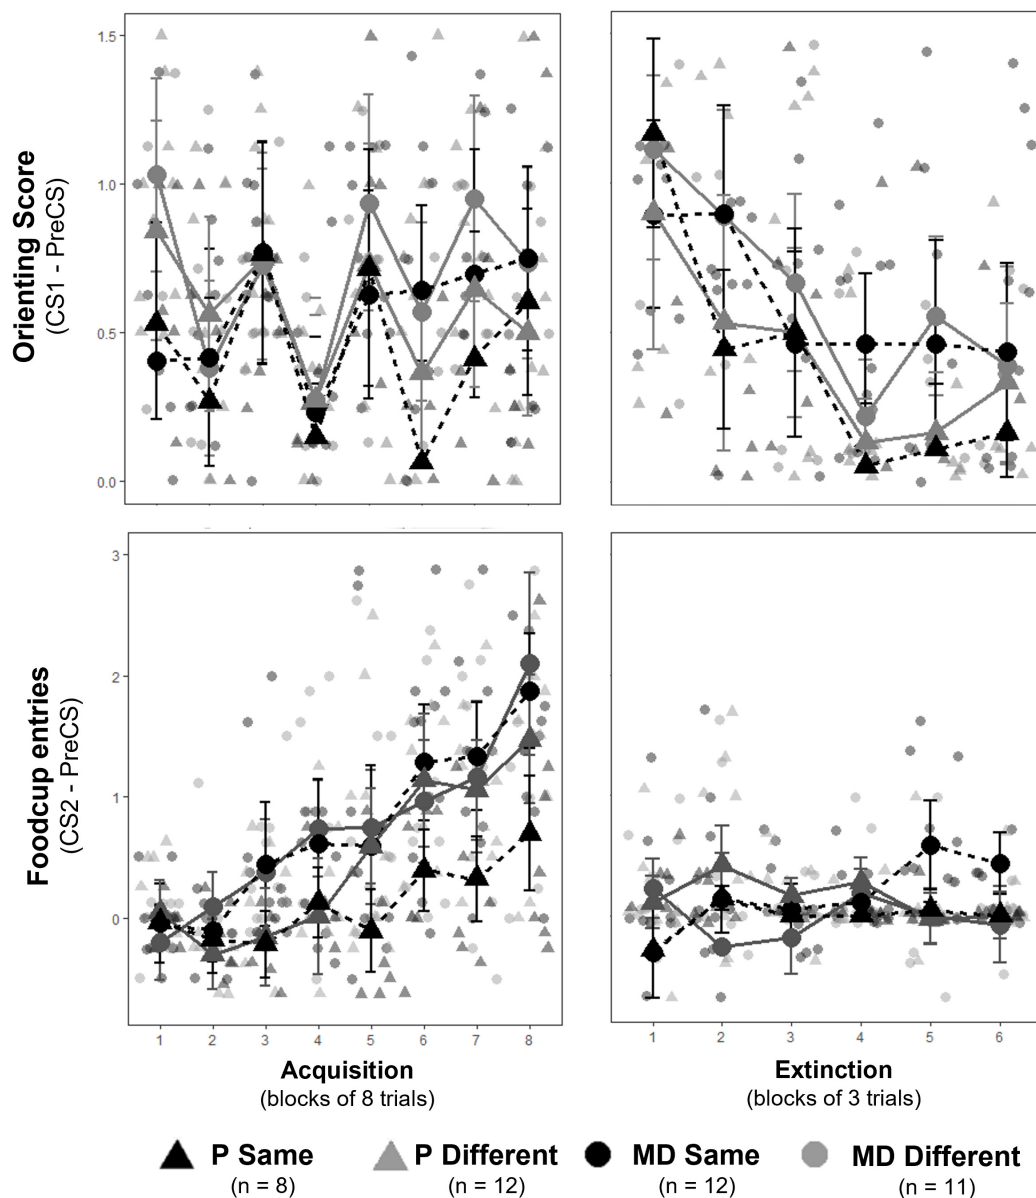 Orienting Score
(CS1 - PreCS)
1.5
1.0
0.5
0.0
Foodcup entries
(CS2 - PreCS)
3
2
1
0
1 2 3 4 5 6 7 8
Acquisition
(blocks of 8 trials)
1 2 3 4 5 6
Extinction
(blocks of 3 trials)
P Same
(n = 8)
P Different
(n = 12)
MD Same
(n = 12)
MD Different
(n = 11)